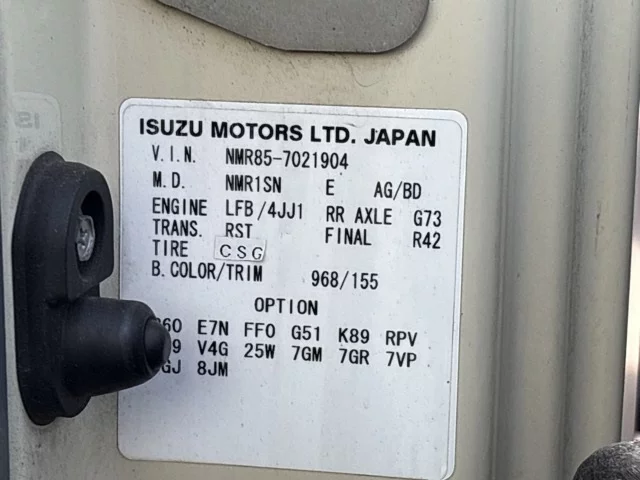 ISUZU MOTORS LTD. JAPAN
V.I.N. NMR85-7021904
M.D. NMR1SN E AG/BD
ENGINE LFB/4JJ1 RR AXLE G73
TRANS. RST FINAL R42
TIRE CSG
B.COLOR/TRIM 968/155
OPTION
E7N FF0 G51 K89 RPV
V4G 25W 7GM 7GR 7VP
8JM